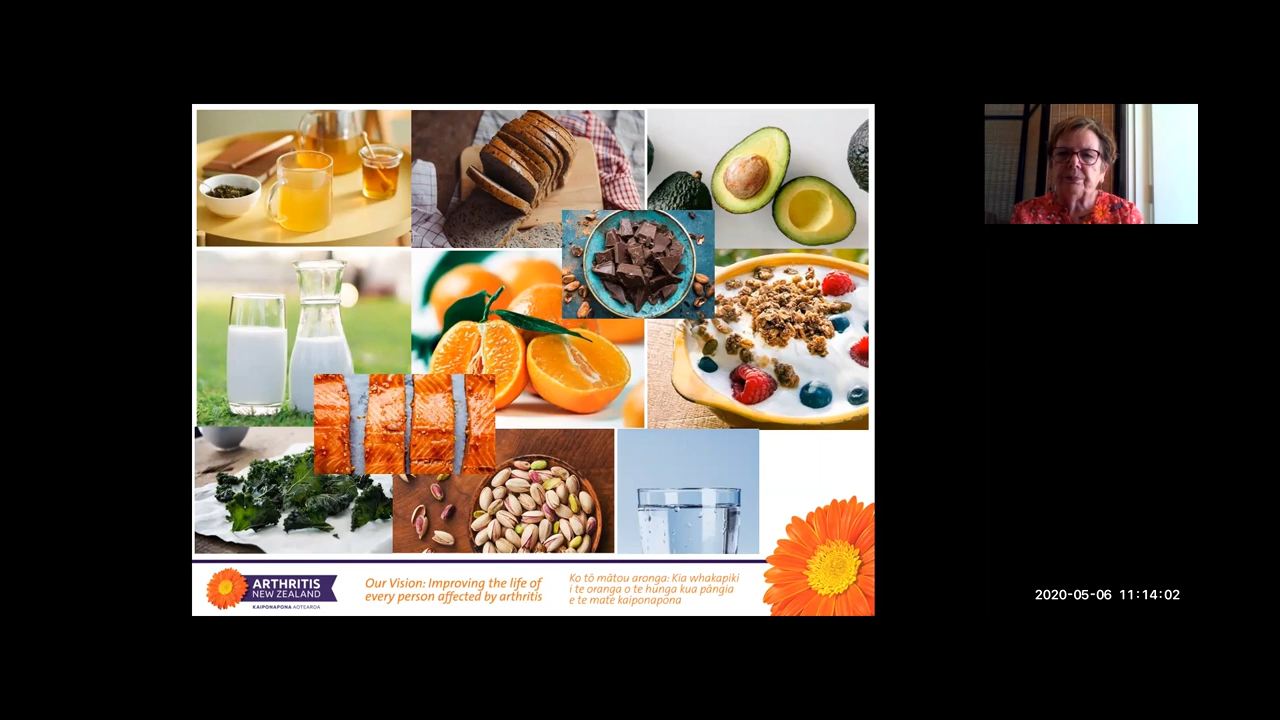 ARTHRITIS
NEW ZEALAND
KAIPONAPONA AOTEAROA
Our Vision: Improving the life of
every person affected by arthritis
Ko tō mātou aronga: Kia whakapiki
i te oranga o te hunga kua pāngia
e te mate kaiponapona
2020-05-06 11:14:02